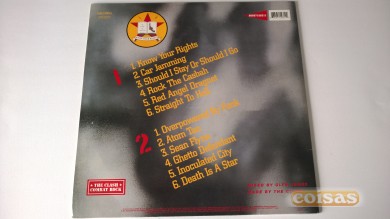 1
1. Know Your Rights
2. Car Jamming
3. Should I Stay Or Should I Go
4. Rock The Casbah
5. Red Angel Dragnet
6. Straight To Hell
2
1. Overpowered By Funk
2. Atom Tan
3. Sean Flynn
4. Ghetto Defendant
5. Inoculated City
6. Death Is A Star
★ THE CLASH ★
COMBAT ROCK
coisas